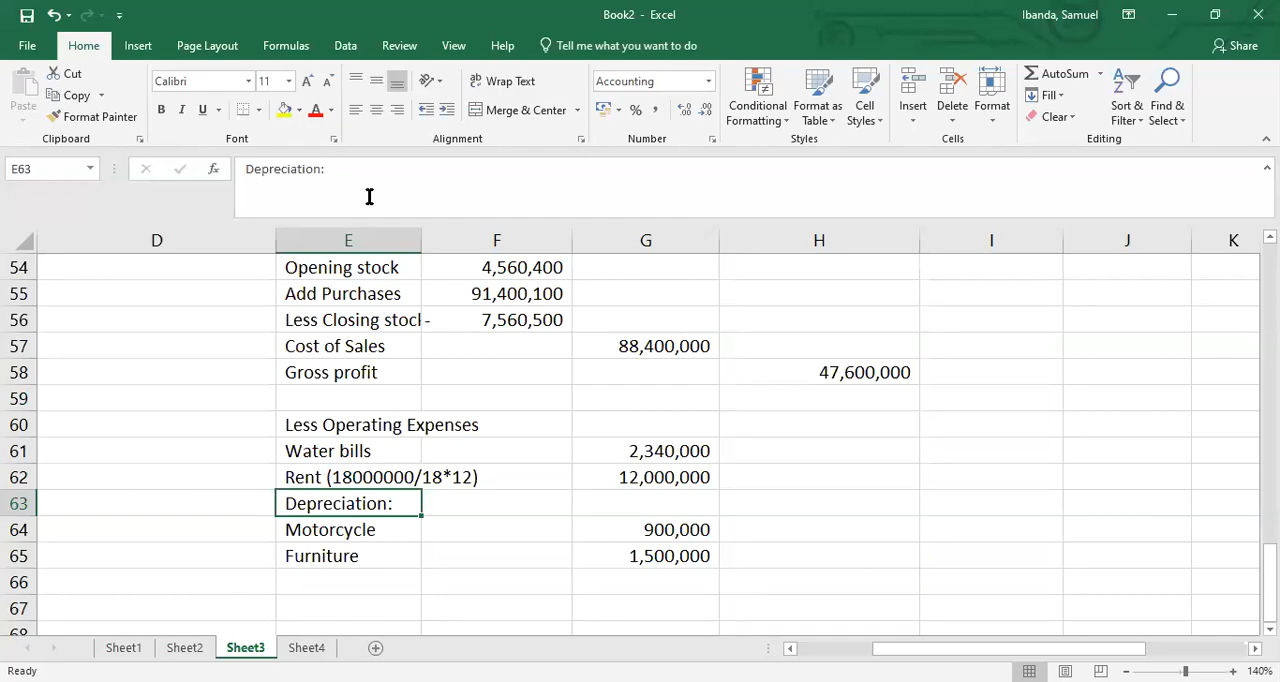 Book2 - Excel
Ibanda, Samuel
File Home Insert Page Layout Formulas Data Review View Help Tell me what you want to do Share
Paste
Cut
Copy
Format Painter
Clipboard
Calibri 11
B I U
Font
Wrap Text
Merge & Center
Alignment
Accounting
Number
Conditional Formatting
Format as Table
Cell Styles
Styles
Insert Delete Format
Cells
AutoSum
Fill
Clear
Sort & Filter
Find & Select
Editing
E63 fx Depreciation:
D E F G H I J K
54 Opening stock 4,560,400
55 Add Purchases 91,400,100
56 Less Closing stock - 7,560,500
57 Cost of Sales 88,400,000
58 Gross profit 47,600,000
59
60 Less Operating Expenses
61 Water bills 2,340,000
62 Rent (18000000/18*12) 12,000,000
63 Depreciation:
64 Motorcycle 900,000
65 Furniture 1,500,000
66
67
68
Sheet1 Sheet2 Sheet3 Sheet4
Ready 140%